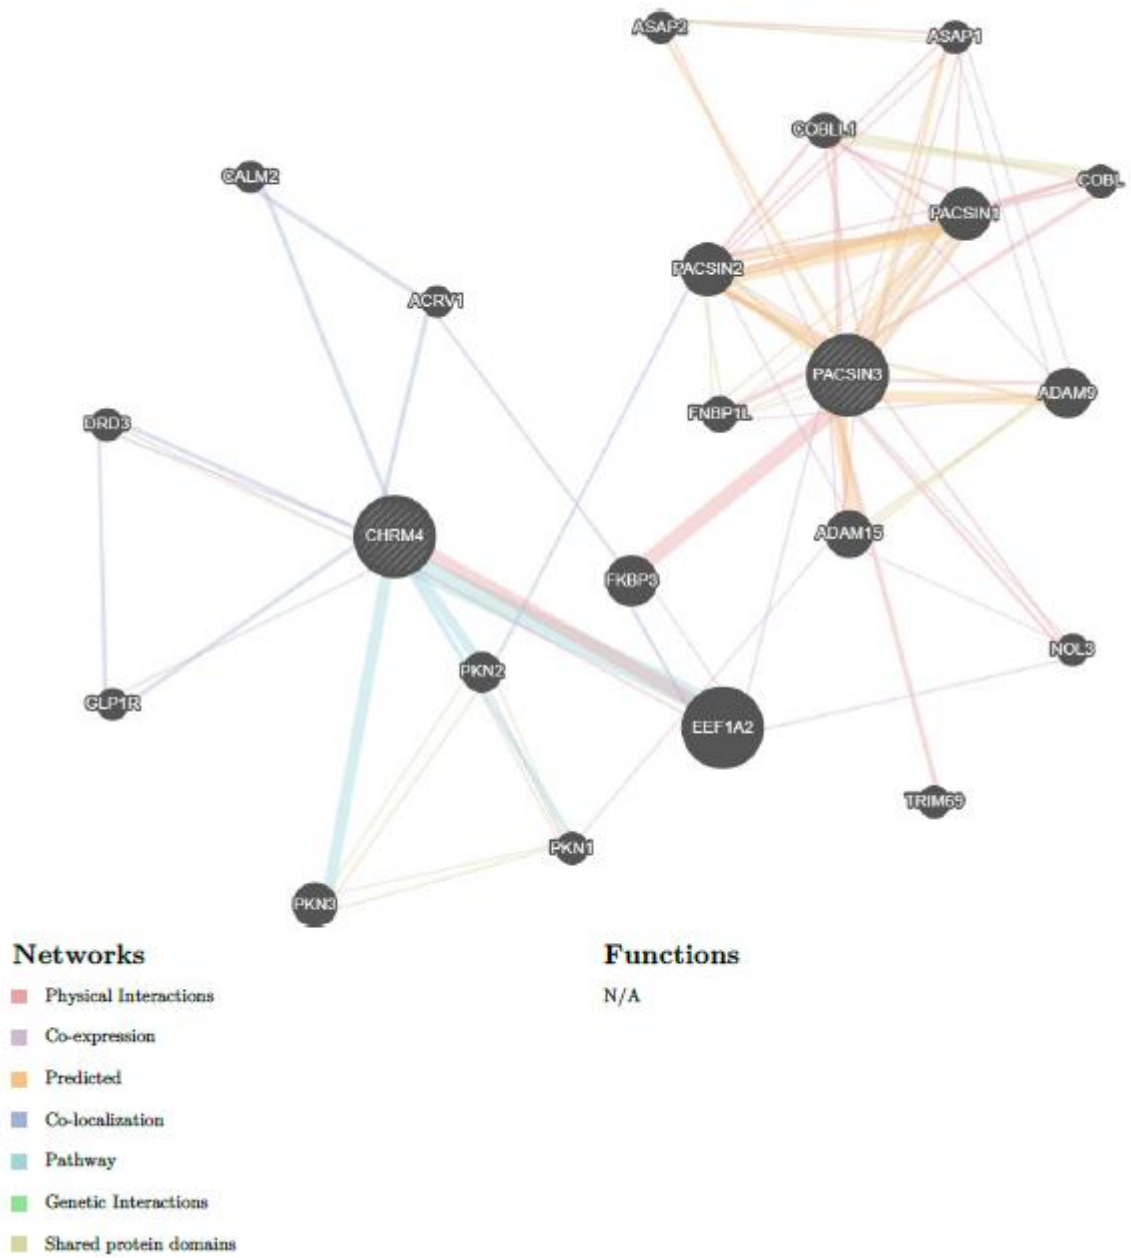 ASAP2
ASAP1
COBLL1
CALM2
COBL
PACSIN1
PACSIN2
ACRV1
PACSIN3
ADAM9
FNBP1L
DRD3
CHRM4
ADAM15
FKBP3
NOL3
PKN2
GLP1R
EEF1A2
TRIM69
PKN1
PKN3
Networks
Physical Interactions
Co-expression
Predicted
Co-localization
Pathway
Genetic Interactions
Shared protein domains
Functions
N/A